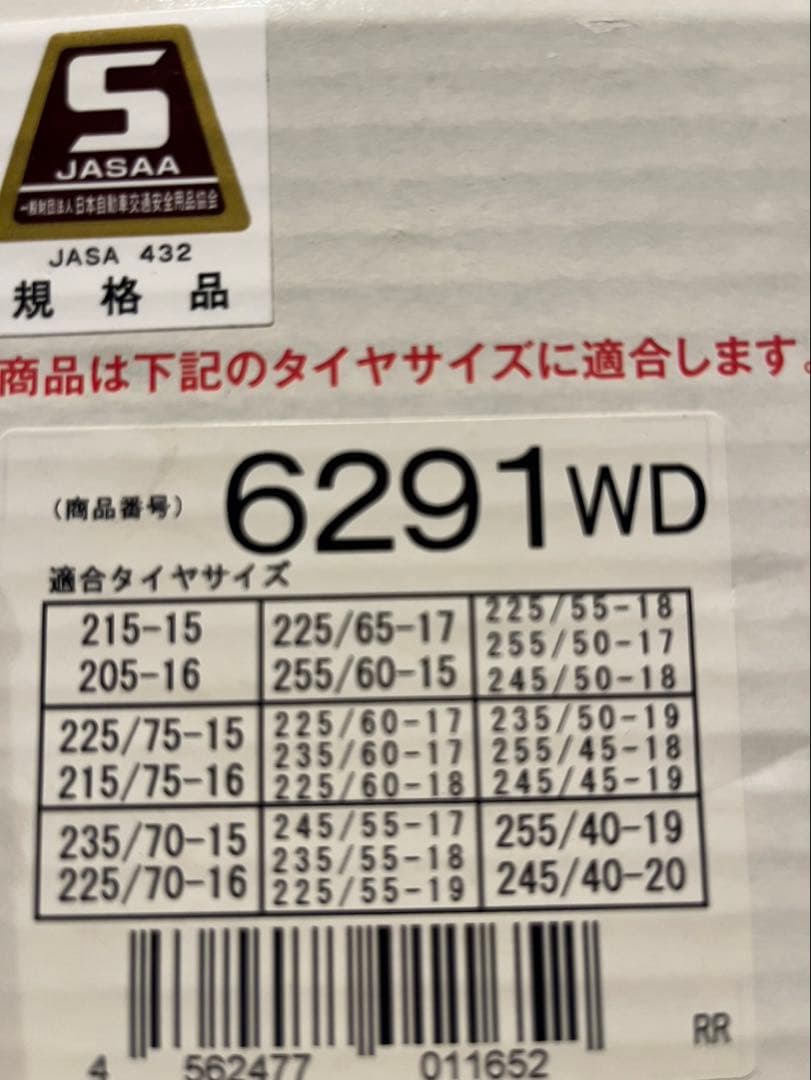 S
JASAA
一般財団法人日本自動車交通安全用品協会
JASA 432
規格品
商品は下記のタイヤサイズに適合します。
(商品番号) 6291WD
適合タイヤサイズ
215-15
205-16
225/65-17
255/60-15
225/55-18
255/50-17
245/50-18
225/75-15
215/75-16
225/60-17
235/60-17
225/60-18
235/50-19
255/45-18
245/45-19
235/70-15
225/70-16
245/55-17
235/55-18
225/55-19
255/40-19
245/40-20
RR
4 562477 011652